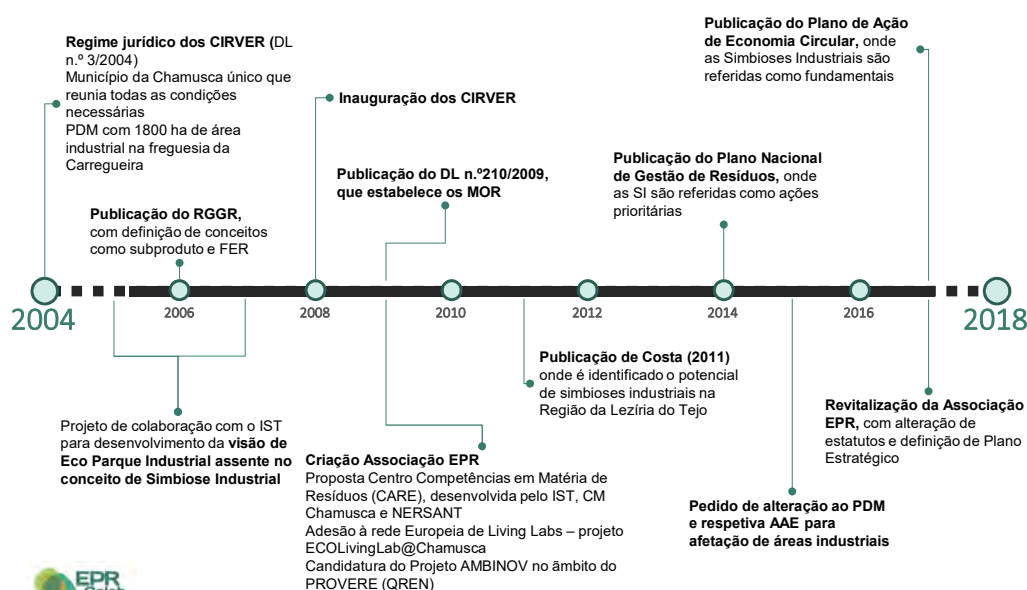 Regime jurídico dos CIRVER (DL
n.º 3/2004)
Município da Chamusca único que
reunia todas as condições
necessárias
PDM com 1800 ha de área
industrial na freguesia da
Carregueira
Publicação do RGGR,
com definição de conceitos
como subproduto e FER
Inauguração dos CIRVER
Publicação do DL n.º210/2009,
que estabelece os MOR
Publicação do Plano Nacional
de Gestão de Resíduos, onde
as SI são referidas como ações
prioritárias
Publicação do Plano de Ação
de Economia Circular, onde
as Simbioses Industriais são
referidas como fundamentais
2004
2006
2008
2010
2012
2014
2016
2018
Projeto de colaboração com o IST
para desenvolvimento da visão de
Eco Parque Industrial assente no
conceito de Simbiose Industrial
Criação Associação EPR
Proposta Centro Competências em Matéria de
Resíduos (CARE), desenvolvida pelo IST, CM
Chamusca e NERSANT
Adesão à rede Europeia de Living Labs – projeto
ECOLivingLab@Chamusca
Candidatura do Projeto AMBINOV no âmbito do
PROVERE (QREN)
Publicação de Costa (2011)
onde é identificado o potencial
de simbioses industriais na
Região da Lezíria do Tejo
Pedido de alteração ao PDM
e respetiva AAE para
afetação de áreas industriais
Revitalização da Associação
EPR, com alteração de
estatutos e definição de Plano
Estratégico
EPR